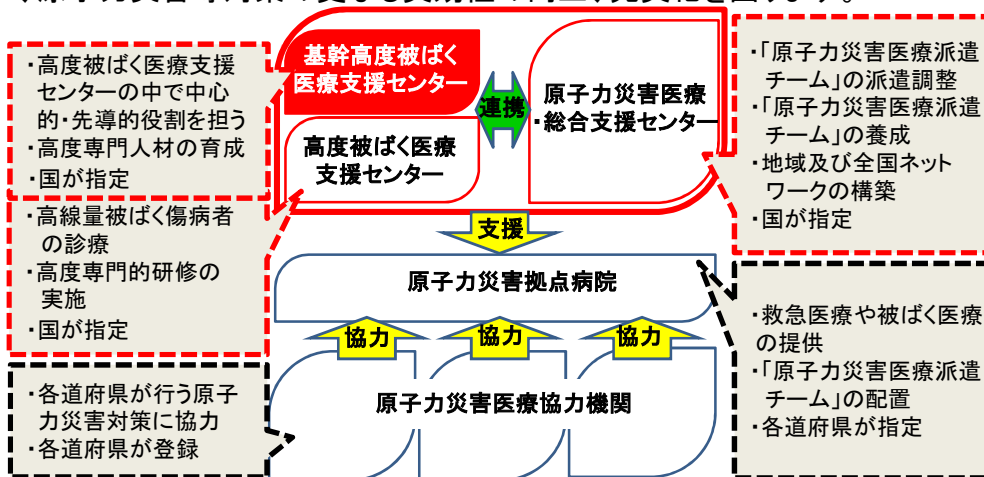 ・高度被ばく医療支援
センターの中で中心
的・先導的役割を担う
・高度専門人材の育成
・国が指定
・高線量被ばく傷病者
の診療
・高度専門的研修の
実施
・国が指定
・各道府県が行う原子
力災害対策に協力
・各道府県が登録
基幹高度被ばく
医療支援センター
高度被ばく医療
支援センター
連携
原子力災害医療
・総合支援センター
支援
原子力災害拠点病院
協力
協力
協力
原子力災害医療協力機関
・「原子力災害医療派遣
チーム」の派遣調整
・「原子力災害医療派遣
チーム」の養成
・地域及び全国ネット
ワークの構築
・国が指定
・救急医療や被ばく医療
の提供
・「原子力災害医療派遣
チーム」の配置
・各道府県が指定